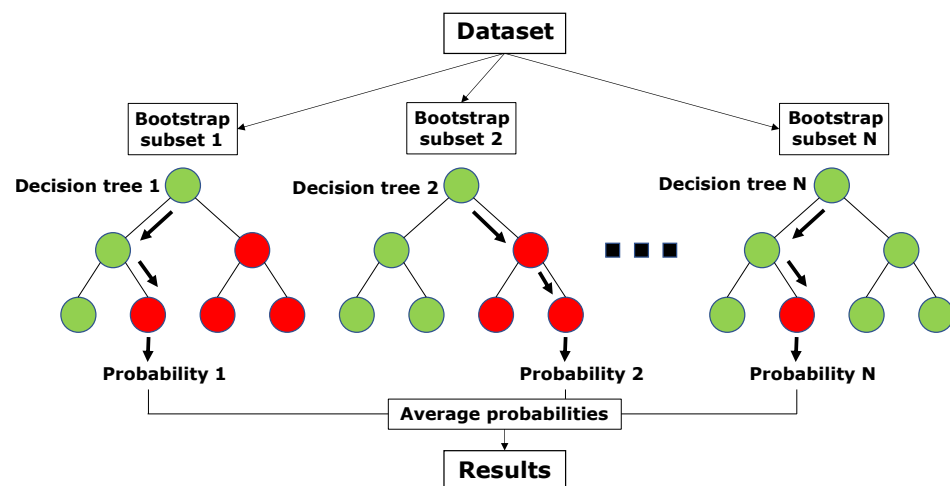 Dataset
Bootstrap
subset 1
Bootstrap
subset 2
Bootstrap
subset N
Decision tree 1
Decision tree 2
Decision tree N
Probability 1
Probability 2
Probability N
Average probabilities
Results